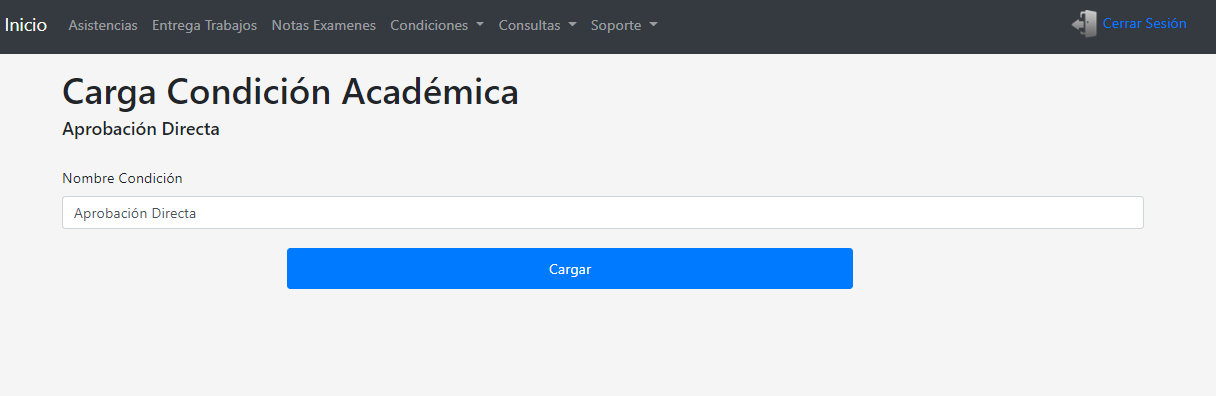 Inicio Asistencias Entrega Trabajos Notas Examenes Condiciones Consultas Soporte Cerrar Sesión
Carga Condición Académica
Aprobación Directa
Nombre Condición
Aprobación Directa
Cargar